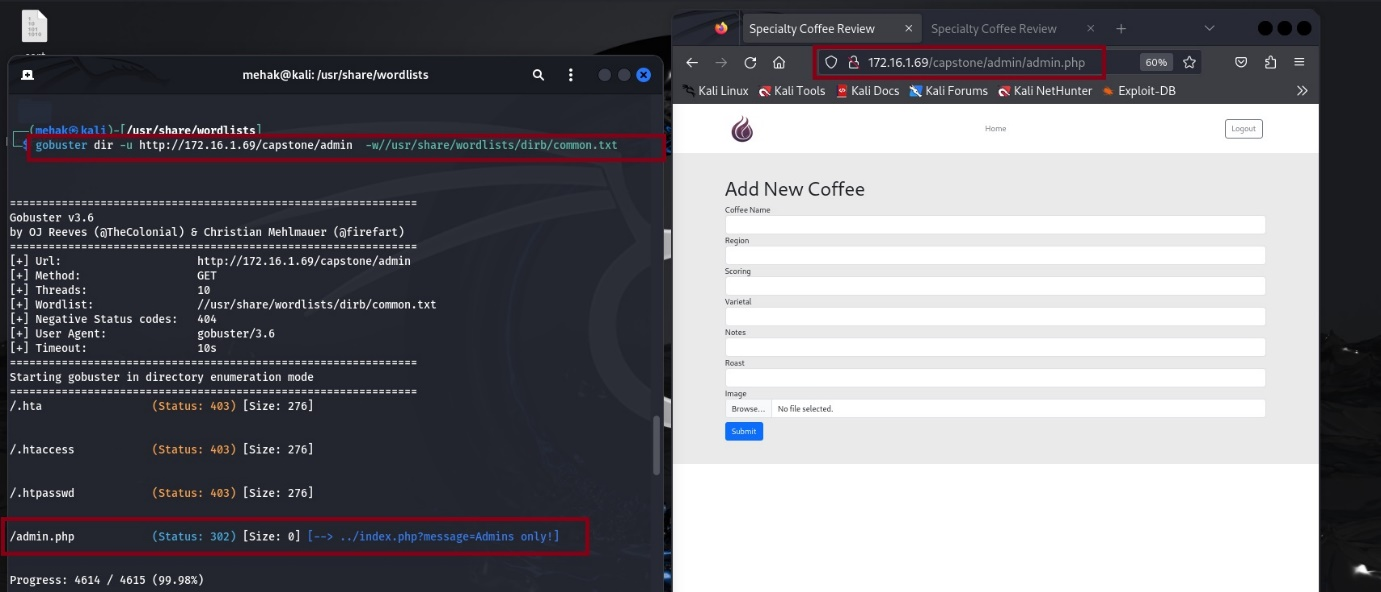 mehak@kali: /usr/share/wordlists
(mehak㉿kali)-[/usr/share/wordlists]
$ gobuster dir -u http://172.16.1.69/capstone/admin  -w//usr/share/wordlists/dirb/common.txt
===============================================================
Gobuster v3.6
by OJ Reeves (@TheColonial) & Christian Mehlmauer (@firefart)
===============================================================
[+] Url:                     http://172.16.1.69/capstone/admin
[+] Method:                  GET
[+] Threads:                 10
[+] Wordlist:                //usr/share/wordlists/dirb/common.txt
[+] Negative Status codes:   404
[+] User Agent:              gobuster/3.6
[+] Timeout:                 10s
===============================================================
Starting gobuster in directory enumeration mode
===============================================================
/.hta                 (Status: 403) [Size: 276]
/.htaccess            (Status: 403) [Size: 276]
/.htpasswd            (Status: 403) [Size: 276]
/admin.php            (Status: 302) [Size: 0] [--> ../index.php?message=Admins only!]
Progress: 4614 / 4615 (99.98%)
Specialty Coffee Review
Specialty Coffee Review
172.16.1.69/capstone/admin/admin.php
60%
Kali Linux Kali Tools Kali Docs Kali Forums Kali NetHunter Exploit-DB
Home
Logout
Add New Coffee
Coffee Name
Region
Scoring
Varietal
Notes
Roast
Image
Browse... No file selected.
Submit